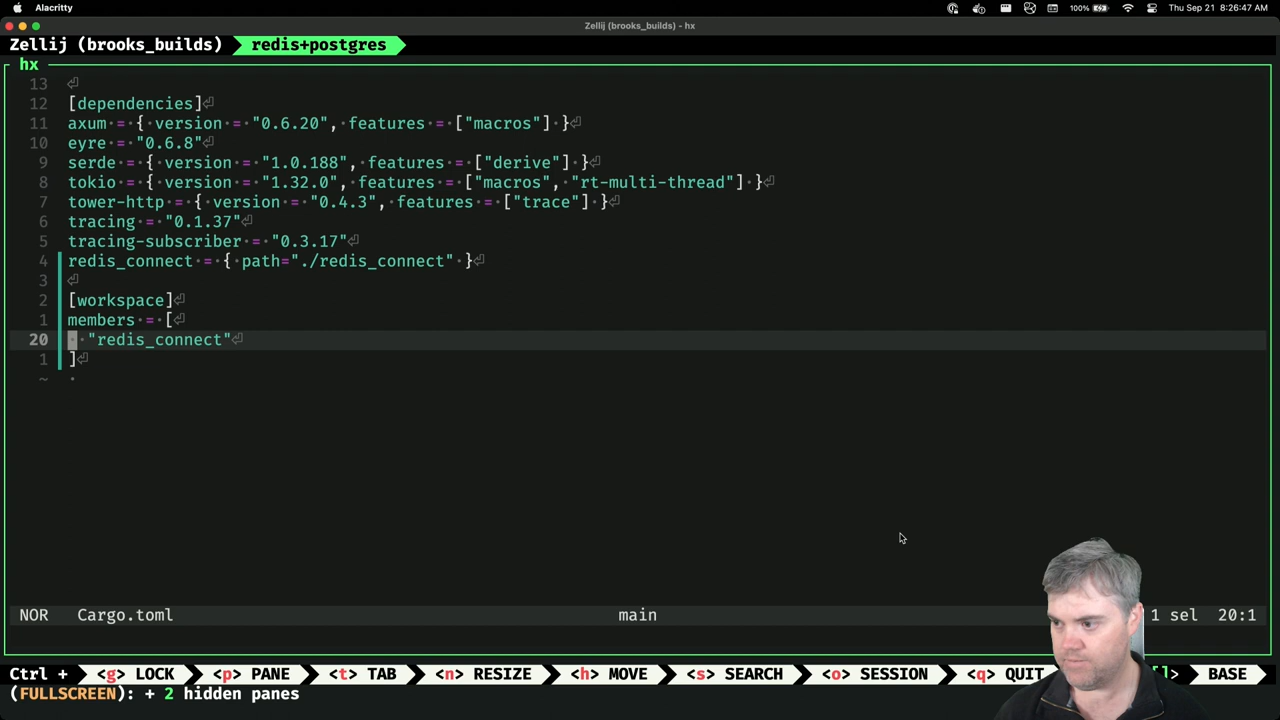 Alacritty 100% Thu Sep 21 8:26:47 AM
Zellij (brooks_builds) - hx
Zellij (brooks_builds) redis+postgres
hx
13
12 [dependencies]
11 axum = { version = "0.6.20", features = ["macros"] }
10 eyre = "0.6.8"
9 serde = { version = "1.0.188", features = ["derive"] }
8 tokio = { version = "1.32.0", features = ["macros", "rt-multi-thread"] }
7 tower-http = { version = "0.4.3", features = ["trace"] }
6 tracing = "0.1.37"
5 tracing-subscriber = "0.3.17"
4 redis_connect = { path="./redis_connect" }
3
2 [workspace]
1 members = [
20 "redis_connect"
1 ]
~
NOR Cargo.toml main 1 sel 20:1
Ctrl + <g> LOCK <p> PANE <t> TAB <n> RESIZE <h> MOVE <s> SEARCH <o> SESSION <q> QUIT BASE
(FULLSCREEN): + 2 hidden panes